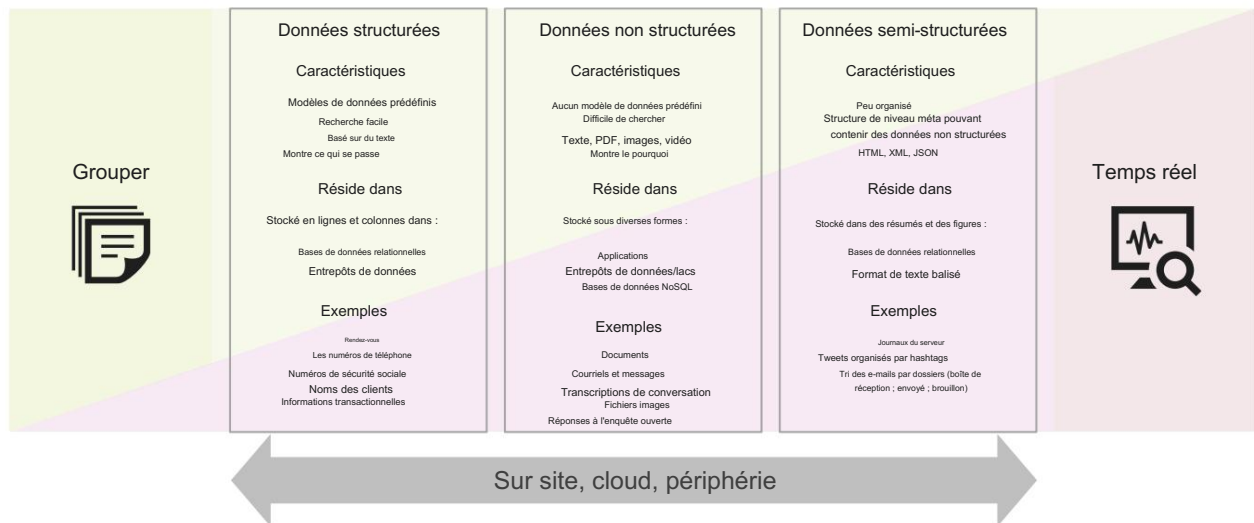 Grouper
Données structurées
Caractéristiques
Modèles de données prédéfinis
Recherche facile
Basé sur du texte
Montre ce qui se passe
Réside dans
Stocké en lignes et colonnes dans :
Bases de données relationnelles
Entrepôts de données
Exemples
Rendez-vous
Les numéros de téléphone
Numéros de sécurité sociale
Noms des clients
Informations transactionnelles
Données non structurées
Caractéristiques
Aucun modèle de données prédéfini
Difficile de chercher
Texte, PDF, images, vidéo
Montre le pourquoi
Réside dans
Stocké sous diverses formes :
Applications
Entrepôts de données/lacs
Bases de données NoSQL
Exemples
Documents
Courriels et messages
Transcriptions de conversation
Fichiers images
Réponses à l'enquête ouverte
Données semi-structurées
Caractéristiques
Peu organisé
Structure de niveau méta pouvant
contenir des données non structurées
HTML, XML, JSON
Réside dans
Stocké dans des résumés et des figures :
Bases de données relationnelles
Format de texte balisé
Exemples
Journaux du serveur
Tweets organisés par hashtags
Tri des e-mails par dossiers (boîte de
réception ; envoyé ; brouillon)
Temps réel
Sur site, cloud, périphérie